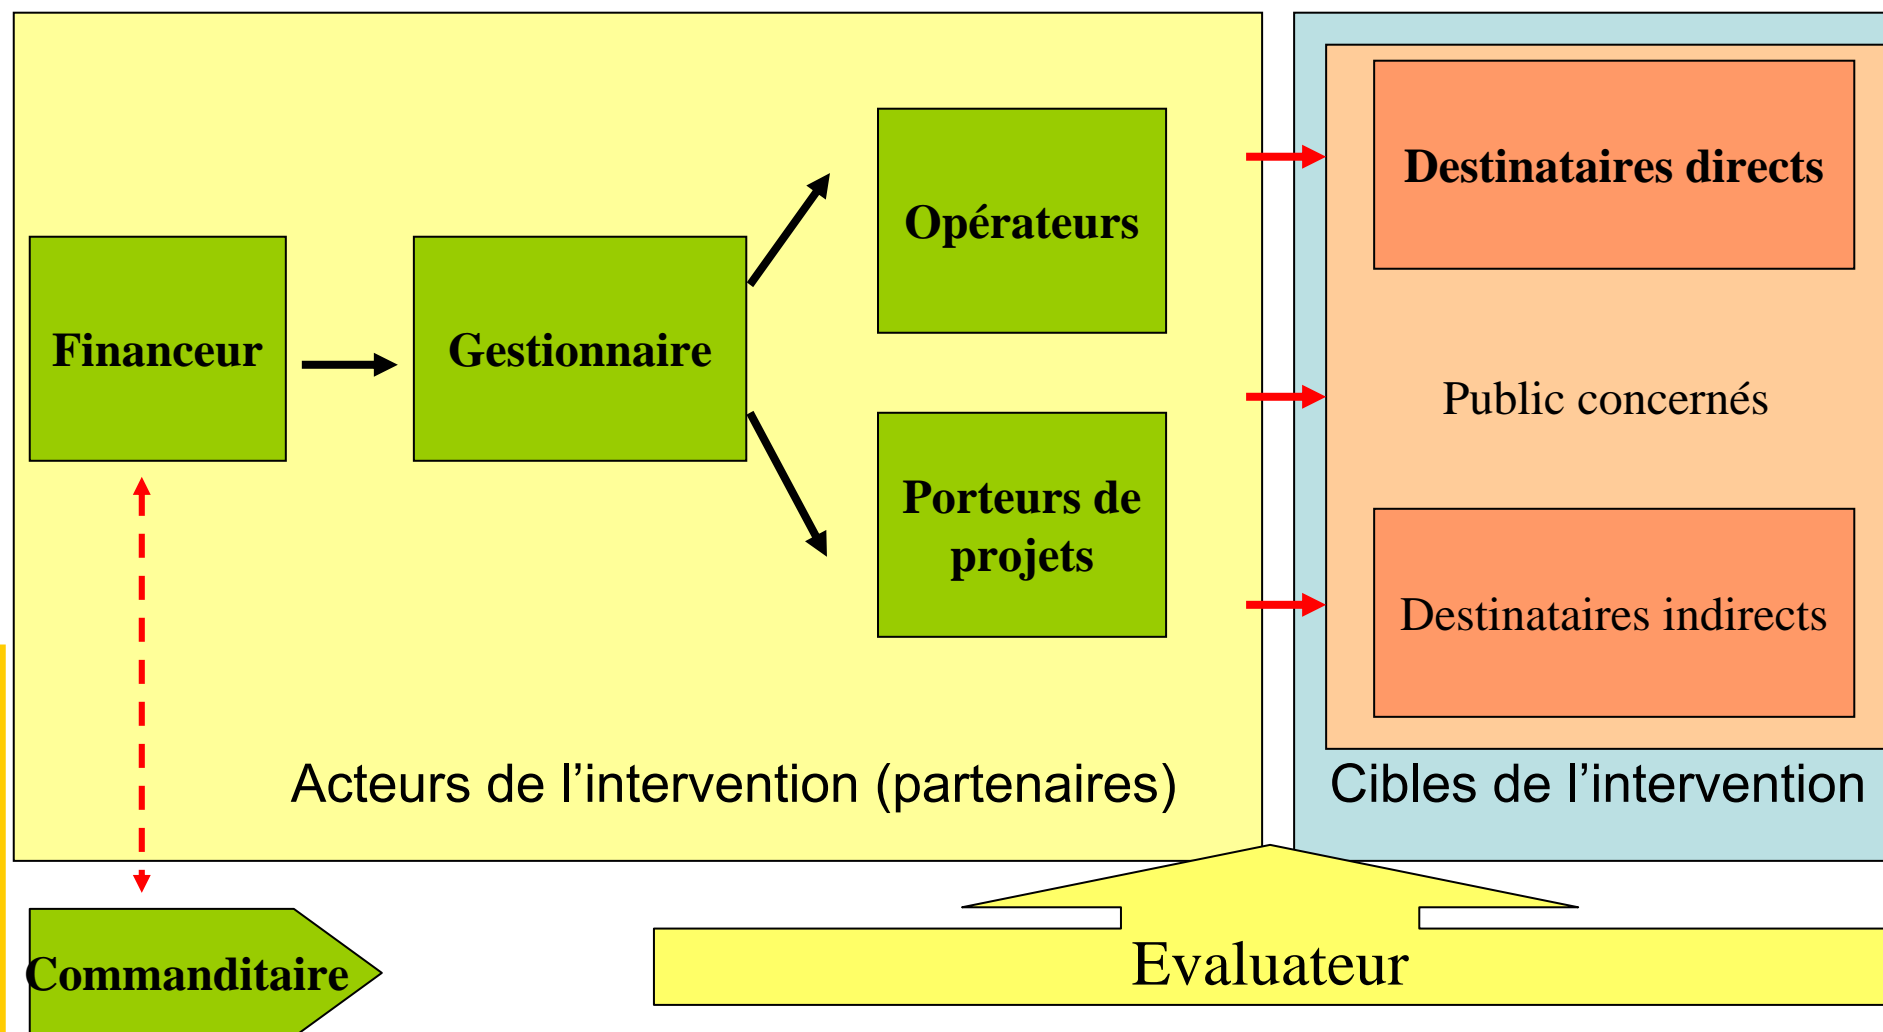 Financeur
Gestionnaire
Opérateurs
Porteurs de
projets
Acteurs de l’intervention (partenaires)
Destinataires directs
Public concernés
Destinataires indirects
Cibles de l’intervention
Commanditaire
Evaluateur